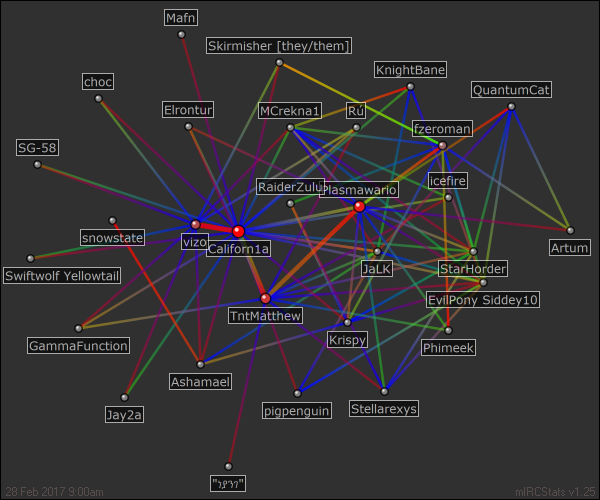 Mafn
Skirmisher [they/them]
KnightBane
choc
QuantumCat
Elrontur
MCrekna1
Rú
fzeroman
SG-58
icefire
RaiderZulu
Plasmawario
snowstate
vizol
Californ1a
Artum
Swiftwolf Yellowtail
JaLK
StarHorder
EvilPony Siddey10
TntMatthew
GammaFunction
Krispy
Phimeek
Ashamael
Jay2a
pigpenguin
Stellarexys
28 Feb 2017 9:00am
mIRCStats v1.25